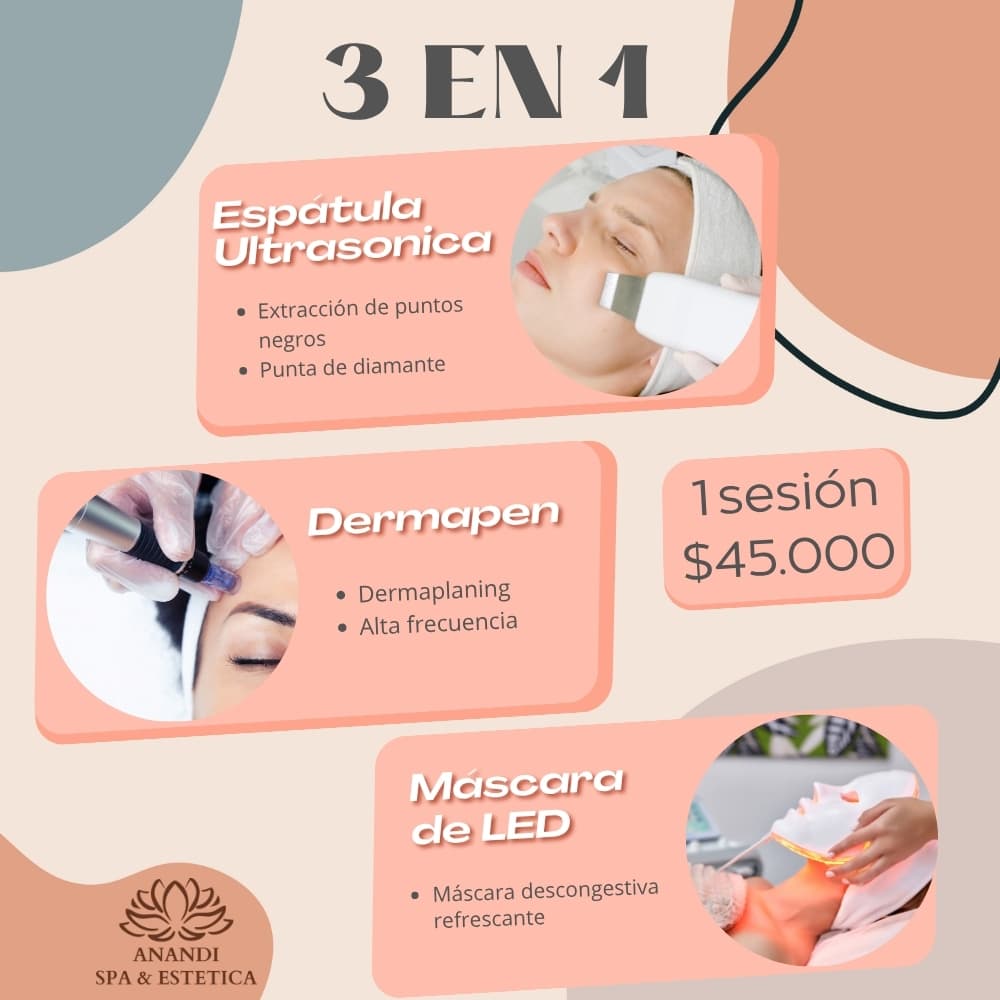 3 EN 1
Espátula
Ultrasonica
• Extracción de puntos
negros
• Punta de diamante
Dermapen
• Dermaplaning
• Alta frecuencia
1 sesión
$45.000
Máscara
de LED
• Máscara descongestiva
refrescante
ANANDI
SPA & ESTETICA